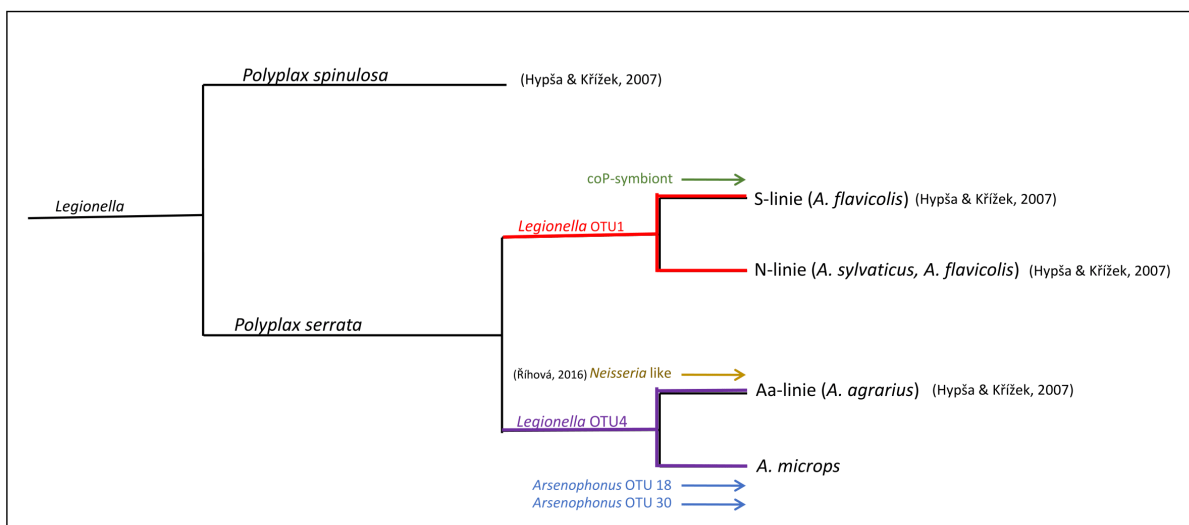 Polyplax spinulosa (Hypša & Křížek, 2007)
coP-symbiont
S-linie (A. flavicolis) (Hypša & Křížek, 2007)
Legionella
Legionella OTU1
N-linie (A. sylvaticus, A. flavicolis) (Hypša & Křížek, 2007)
Polyplax serrata
(Říhová, 2016) Neisseria like
Aa-linie (A. agrarius) (Hypša & Křížek, 2007)
Legionella OTU4
A. microps
Arsenophonus OTU 18
Arsenophonus OTU 30